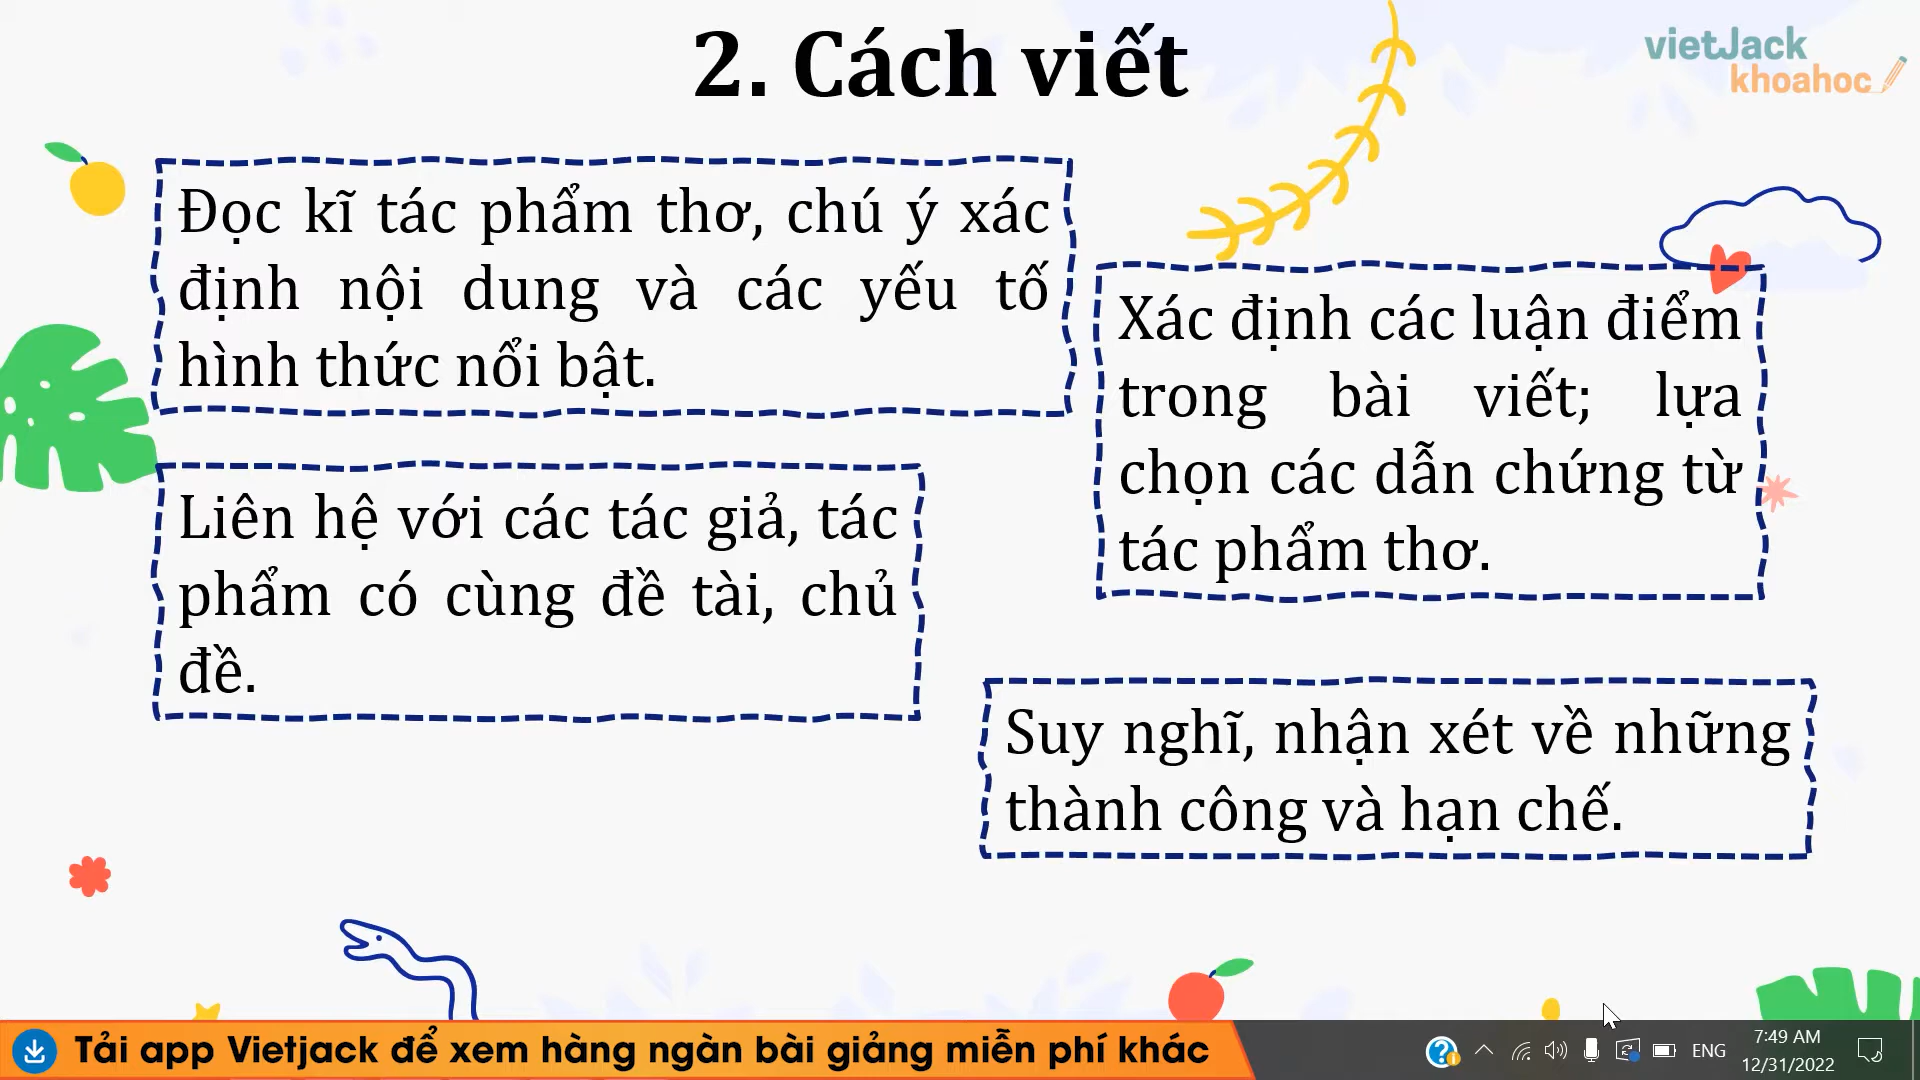 2. Cách viết
vietJack
khoahoc
Đọc kĩ tác phẩm thơ, chú ý xác
định nội dung và các yếu tố
hình thức nổi bật.
Xác định các luận điểm
trong bài viết; lựa
chọn các dẫn chứng từ
tác phẩm thơ.
Liên hệ với các tác giả, tác
phẩm có cùng đề tài, chủ
đề.
Suy nghĩ, nhận xét về những
thành công và hạn chế.
Tải app Vietjack để xem hàng ngàn bài giảng miễn phí khác
ENG
7:49 AM
12/31/2022